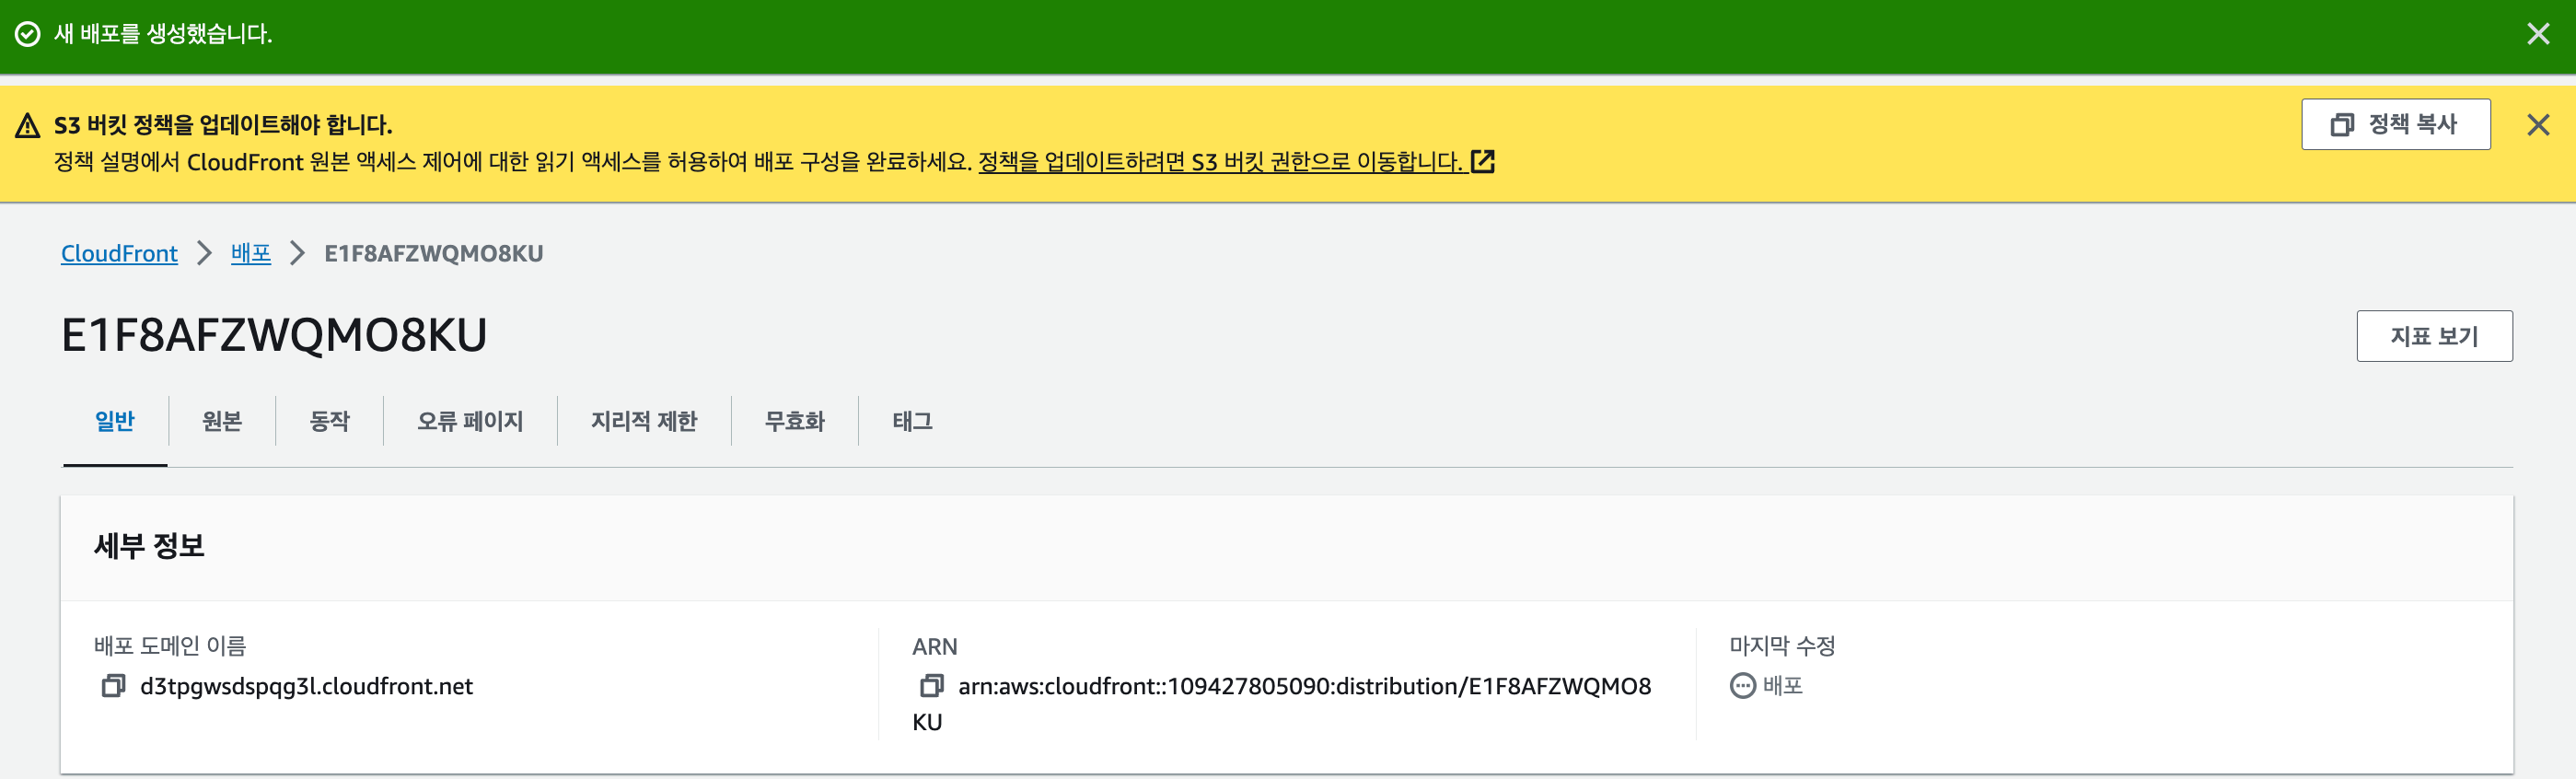 새 배포를 생성했습니다.
S3 버킷 정책을 업데이트해야 합니다.
정책 복사
정책 설명에서 CloudFront 원본 액세스 제어에 대한 읽기 액세스를 허용하여 배포 구성을 완료하세요. 정책을 업데이트하려면 S3 버킷 권한으로 이동합니다.
CloudFront
배포
E1F8AFZWQMO8KU
E1F8AFZWQMO8KU
지표 보기
일반
원본
동작
오류 페이지
지리적 제한
무효화
태그
세부 정보
배포 도메인 이름
d3tpgwsdspqg3l.cloudfront.net
ARN
arn:aws:cloudfront::109427805090:distribution/E1F8AFZWQMO8
KU
마지막 수정
배포